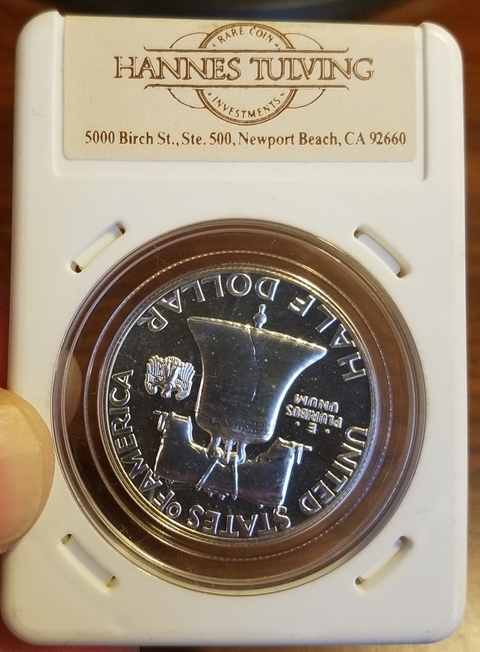 RARE COIN
HANNES TULVING
INVESTMENTS
5000 Birch St., Ste. 500, Newport Beach, CA 92660
UNITED STATES OF AMERICA
E
PLURIBUS
UNUM
HALF DOLLAR